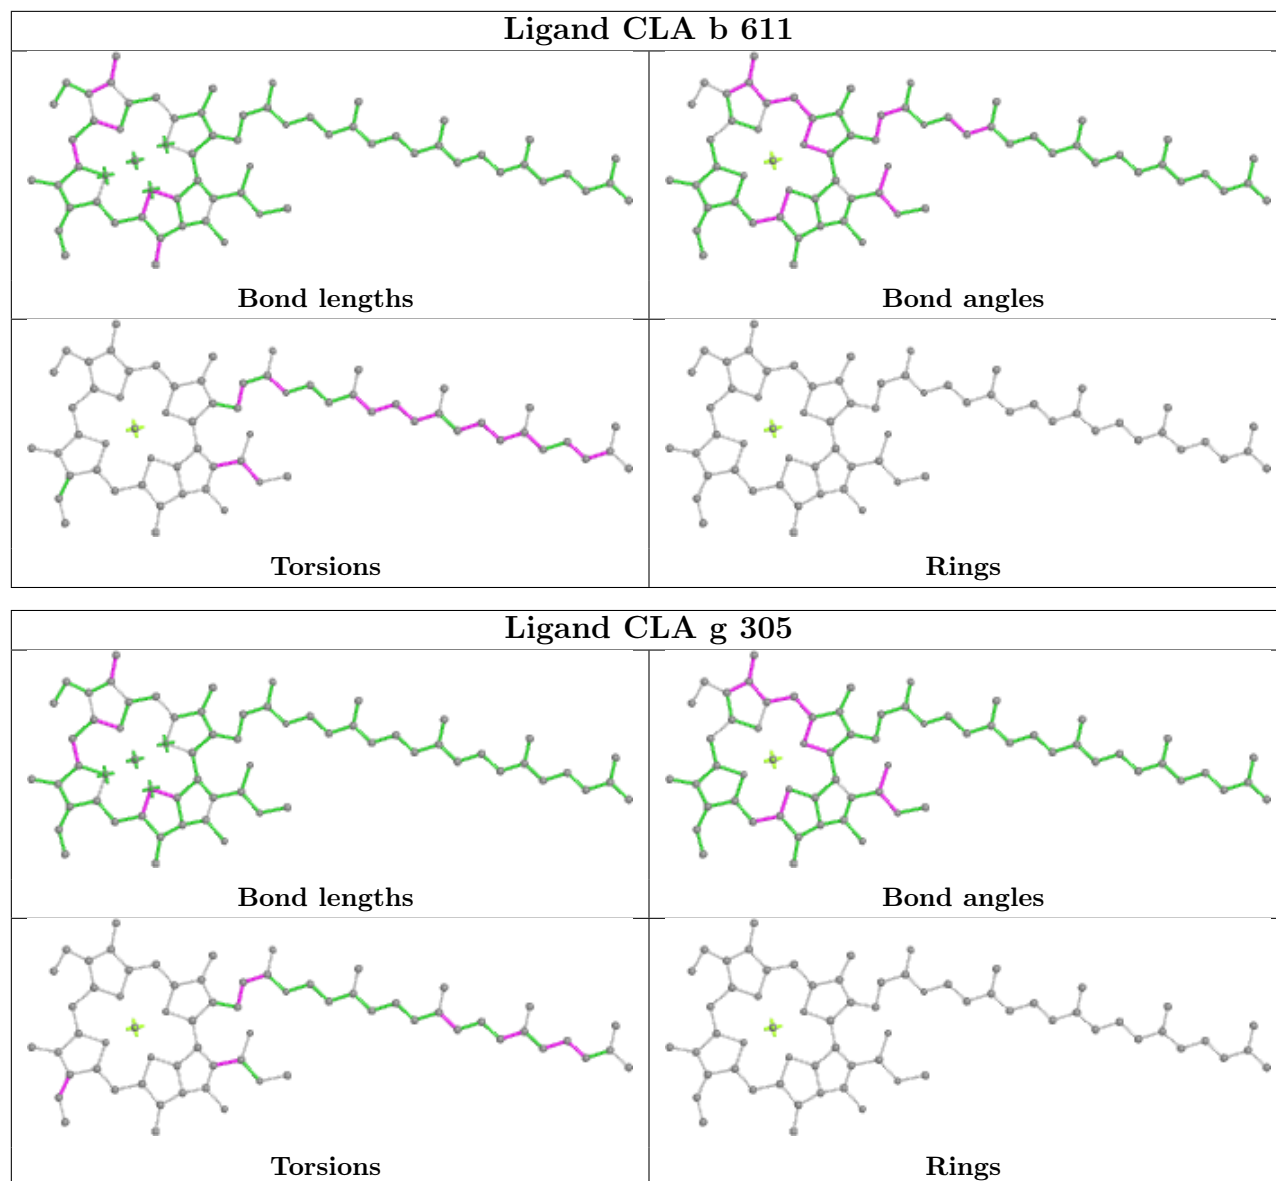 Ligand CLA b 611
Bond lengths
Bond angles
Torsions
Rings
Ligand CLA g 305
Bond lengths
Bond angles
Torsions
Rings